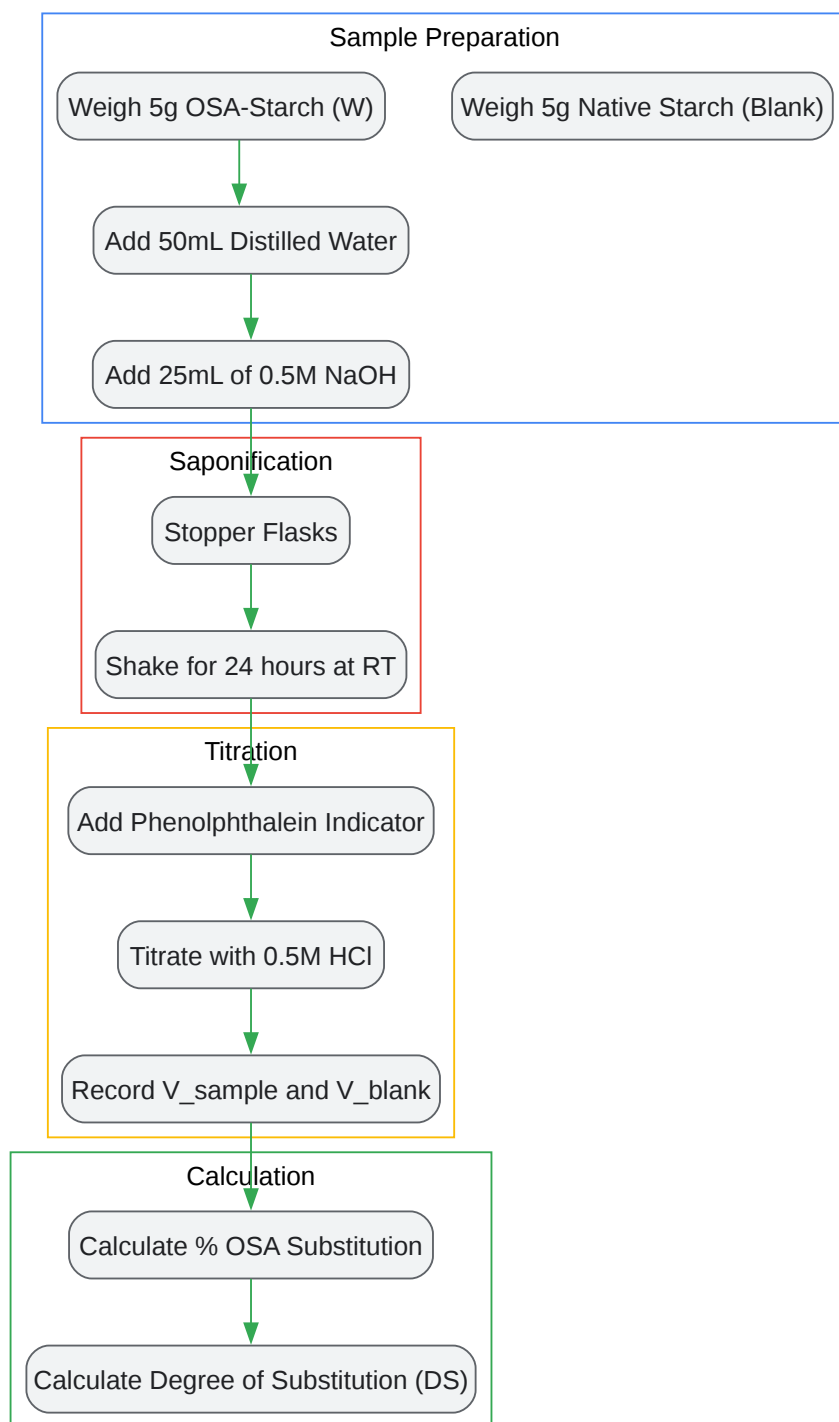 Sample Preparation
Weigh 5g OSA-Starch (W)
Weigh 5g Native Starch (Blank)
Add 50mL Distilled Water
Add 25mL of 0.5M NaOH
Saponification
Stopper Flasks
Shake for 24 hours at RT
Titration
Add Phenolphthalein Indicator
Titrate with 0.5M HCl
Record V_sample and V_blank
Calculation
Calculate % OSA Substitution
Calculate Degree of Substitution (DS)